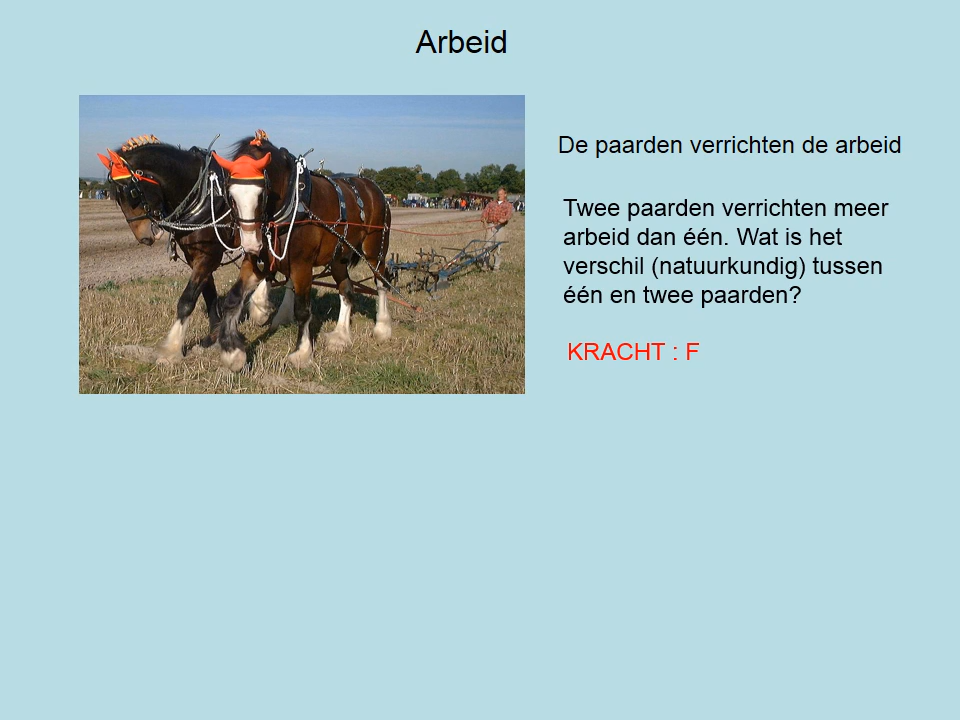 Arbeid
De paarden verrichten de arbeid
Twee paarden verrichten meer
arbeid dan één. Wat is het
verschil (natuurkundig) tussen
één en twee paarden?
KRACHT : F